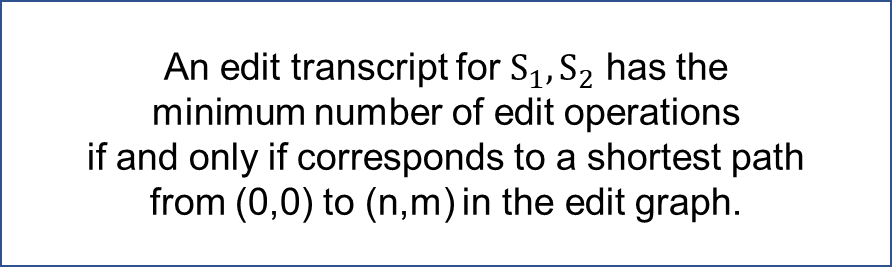 An edit transcript for S₁, S₂ has the
minimum number of edit operations
if and only if corresponds to a shortest path
from (0,0) to (n,m) in the edit graph.